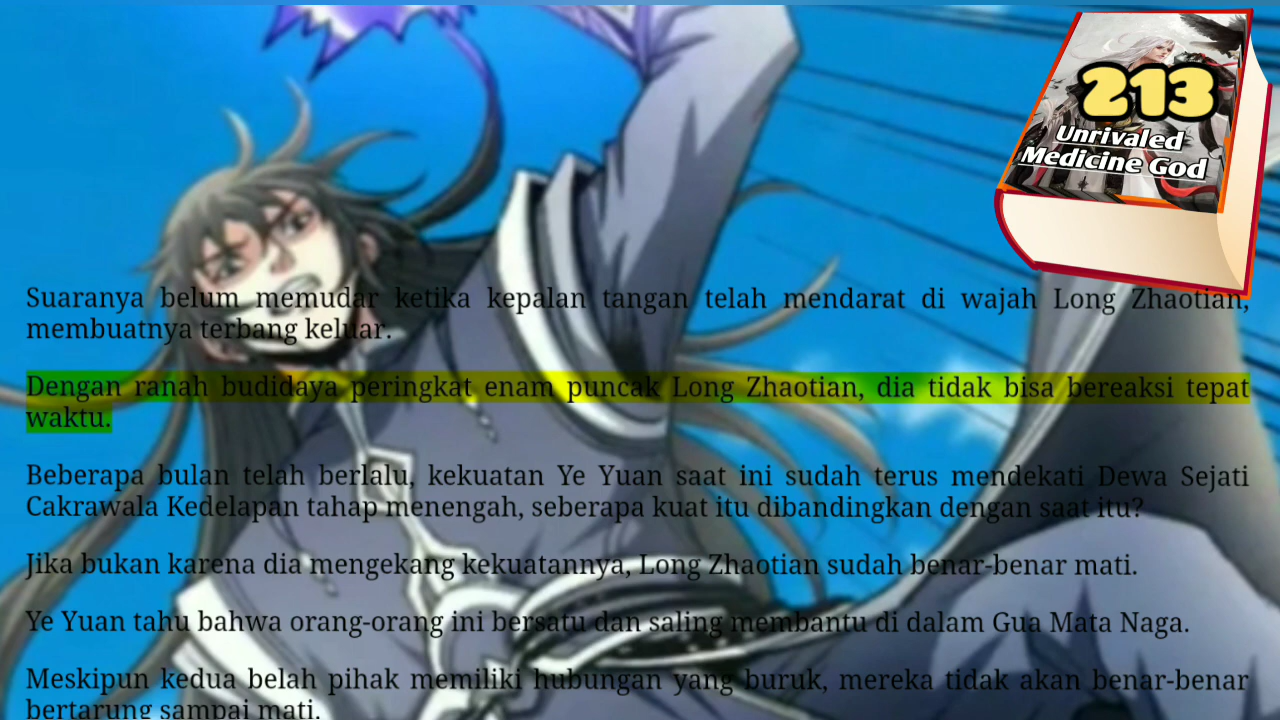 213
Unrivaled
Medicine God
Suaranya belum memudar ketika kepalan tangan telah mendarat di wajah Long Zhaotian,
membuatnya terbang keluar.
Dengan ranah budidaya peringkat enam puncak Long Zhaotian, dia tidak bisa bereaksi tepat
waktu.
Beberapa bulan telah berlalu, kekuatan Ye Yuan saat ini sudah terus mendekati Dewa Sejati
Cakrawala Kedelapan tahap menengah, seberapa kuat itu dibandingkan dengan saat itu?
Jika bukan karena dia mengekang kekuatannya, Long Zhaotian sudah benar-benar mati.
Ye Yuan tahu bahwa orang-orang ini bersatu dan saling membantu di dalam Gua Mata Naga.
Meskipun kedua belah pihak memiliki hubungan yang buruk, mereka tidak akan benar-benar
bertarung sampai mati.